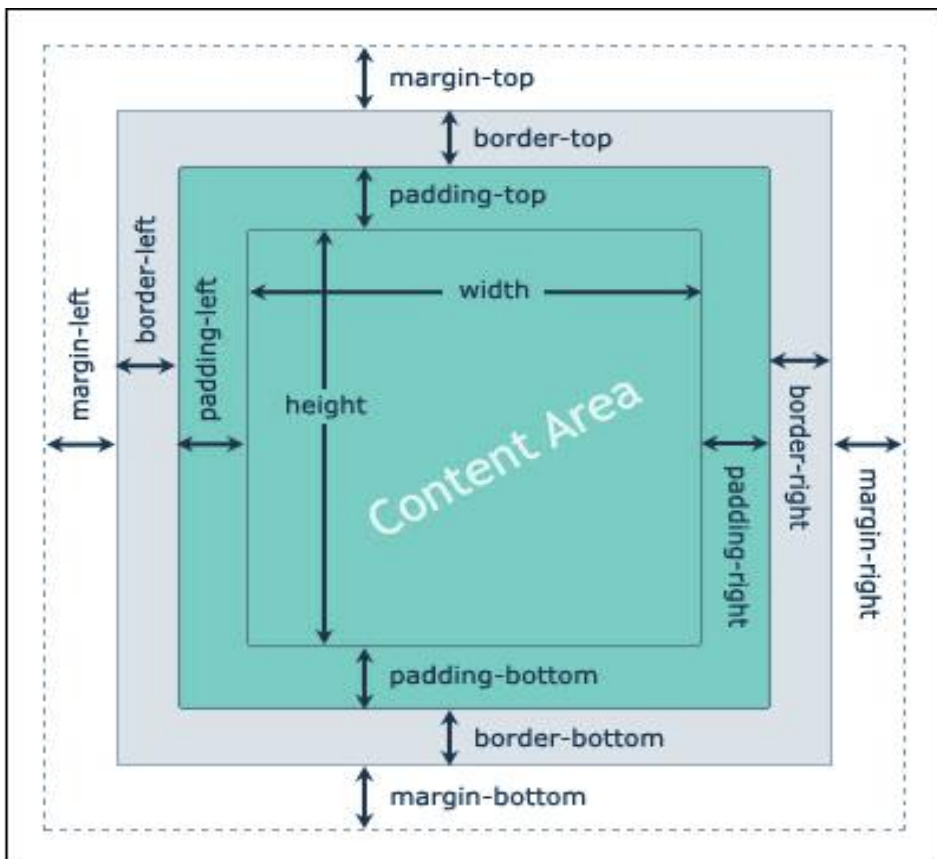 margin-top
border-top
padding-top
margin-left
border-left
padding-left
width
height
Content Area
padding-right
border-right
margin-right
padding-bottom
border-bottom
margin-bottom